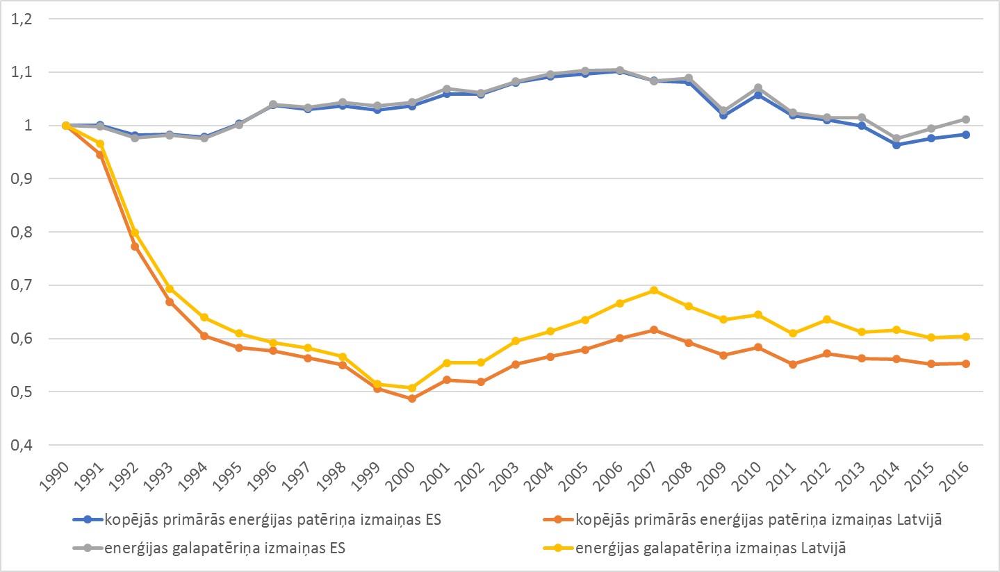 1,2
1,1
1
0,9
0,8
0,7
0,6
0,5
0,4
1990 1991 1992 1993 1994 1995 1996 1997 1998 1999 2000 2001 2002 2003 2004 2005 2006 2007 2008 2009 2010 2011 2012 2013 2014 2015 2016
kopējās primārās enerģijas patēriņa izmaiņas ES
kopējās primārās enerģijas patēriņa izmaiņas Latvijā
enerģijas galapatēriņa izmaiņas ES
enerģijas galapatēriņa izmaiņas Latvijā